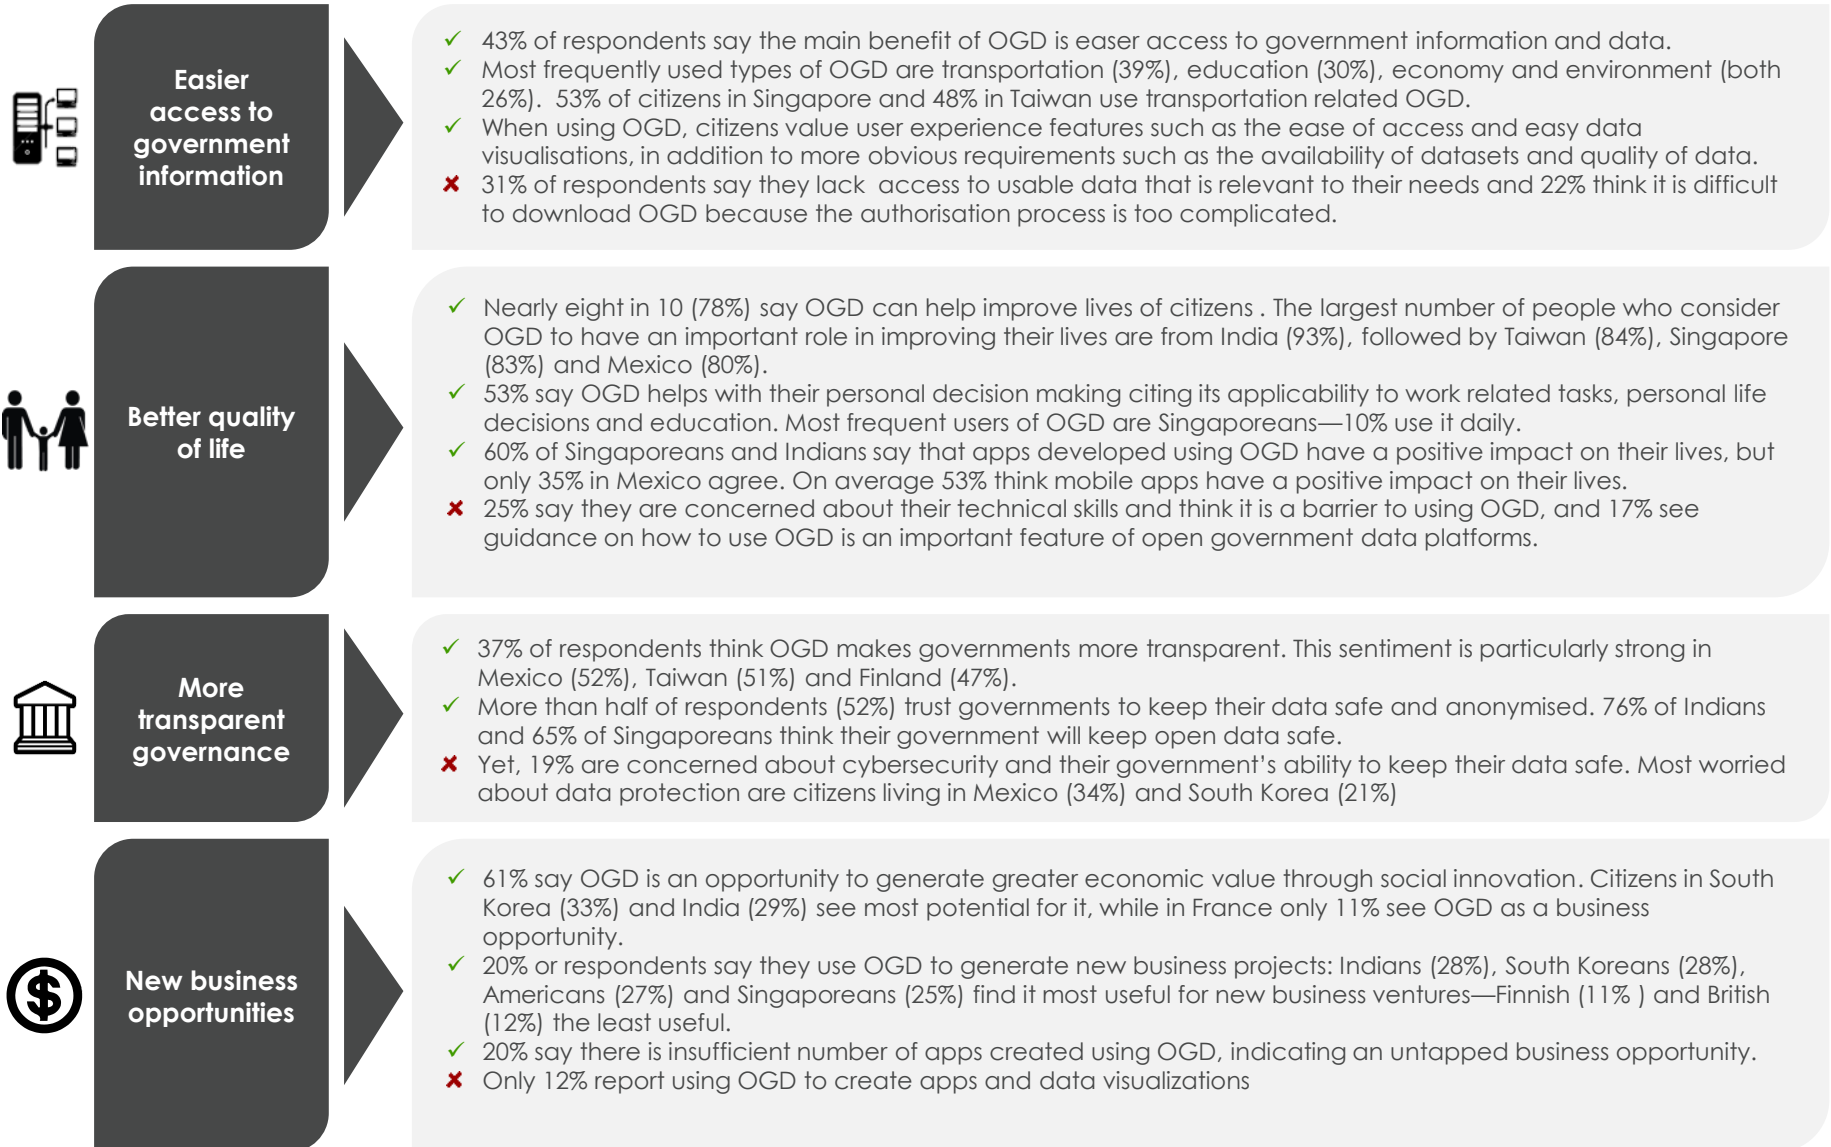 Easier
access to
government
information
✓ 43% of respondents say the main benefit of OGD is easer access to government information and data.
✓ Most frequently used types of OGD are transportation (39%), education (30%), economy and environment (both
26%). 53% of citizens in Singapore and 48% in Taiwan use transportation related OGD.
✓ When using OGD, citizens value user experience features such as the ease of access and easy data
visualisations, in addition to more obvious requirements such as the availability of datasets and quality of data.
✘ 31% of respondents say they lack access to usable data that is relevant to their needs and 22% think it is difficult
to download OGD because the authorisation process is too complicated.
Better quality
of life
✓ Nearly eight in 10 (78%) say OGD can help improve lives of citizens . The largest number of people who consider
OGD to have an important role in improving their lives are from India (93%), followed by Taiwan (84%), Singapore
(83%) and Mexico (80%).
✓ 53% say OGD helps with their personal decision making citing its applicability to work related tasks, personal life
decisions and education. Most frequent users of OGD are Singaporeans—10% use it daily.
✓ 60% of Singaporeans and Indians say that apps developed using OGD have a positive impact on their lives, but
only 35% in Mexico agree. On average 53% think mobile apps have a positive impact on their lives.
✘ 25% say they are concerned about their technical skills and think it is a barrier to using OGD, and 17% see
guidance on how to use OGD is an important feature of open government data platforms.
More
transparent
governance
✓ 37% of respondents think OGD makes governments more transparent. This sentiment is particularly strong in
Mexico (52%), Taiwan (51%) and Finland (47%).
✓ More than half of respondents (52%) trust governments to keep their data safe and anonymised. 76% of Indians
and 65% of Singaporeans think their government will keep open data safe.
✘ Yet, 19% are concerned about cybersecurity and their government's ability to keep their data safe. Most worried
about data protection are citizens living in Mexico (34%) and South Korea (21%)
New business
opportunities
✓ 61% say OGD is an opportunity to generate greater economic value through social innovation. Citizens in South
Korea (33%) and India (29%) see most potential for it, while in France only 11% see OGD as a business
opportunity.
✓ 20% or respondents say they use OGD to generate new business projects: Indians (28%), South Koreans (28%),
Americans (27%) and Singaporeans (25%) find it most useful for new business ventures—Finnish (11% ) and British
(12%) the least useful.
✓ 20% say there is insufficient number of apps created using OGD, indicating an untapped business opportunity.
✘ Only 12% report using OGD to create apps and data visualizations